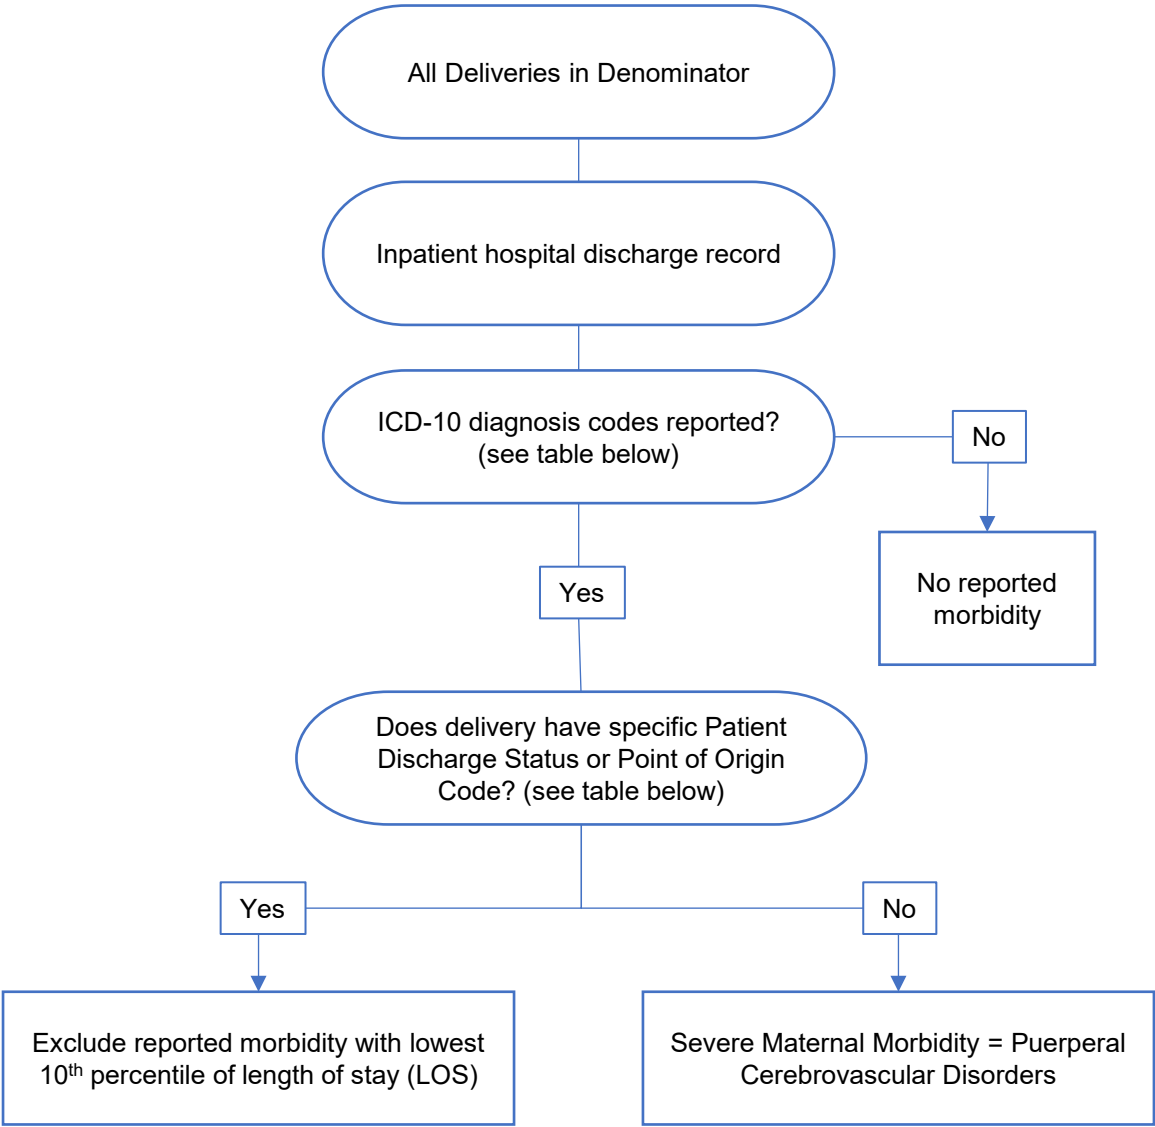 All Deliveries in Denominator
Inpatient hospital discharge record
ICD-10 diagnosis codes reported?
(see table below)
No
No reported
morbidity
Yes
Does delivery have specific Patient
Discharge Status or Point of Origin
Code? (see table below)
Yes
No
Exclude reported morbidity with lowest
10th percentile of length of stay (LOS)
Severe Maternal Morbidity = Puerperal
Cerebrovascular Disorders